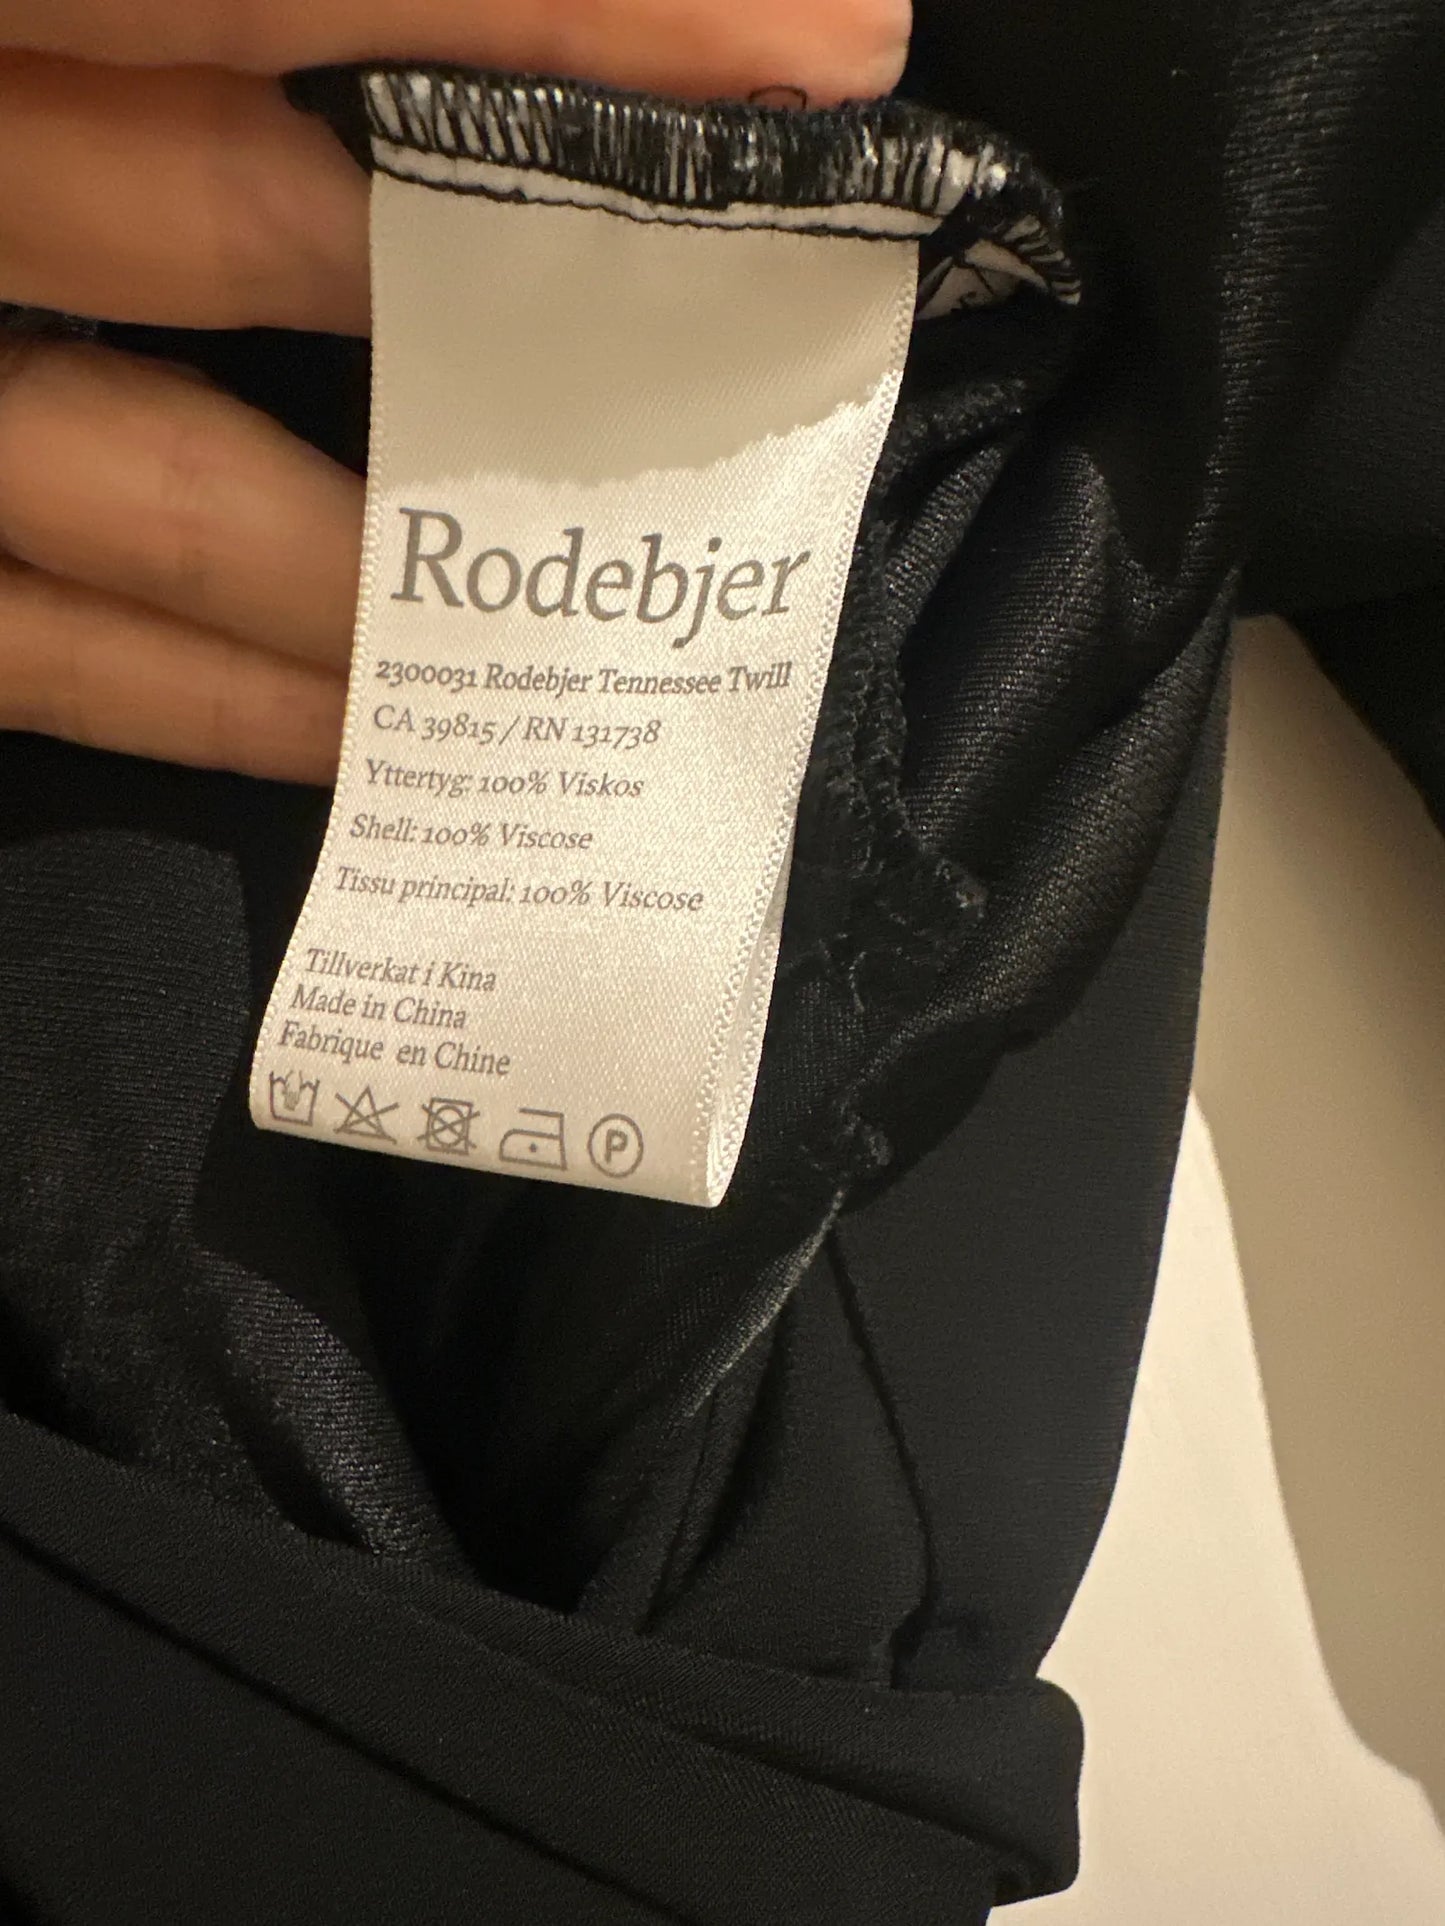 Rodebjer
2300031 Rodebjer Tennessee Twill
CA 39815 / RN 131738
Yttertyg: 100% Viskos
Shell: 100% Viscose
Tissu principal: 100% Viscose
Tillverkat i Kina
Made in China
Fabrique en Chine
P